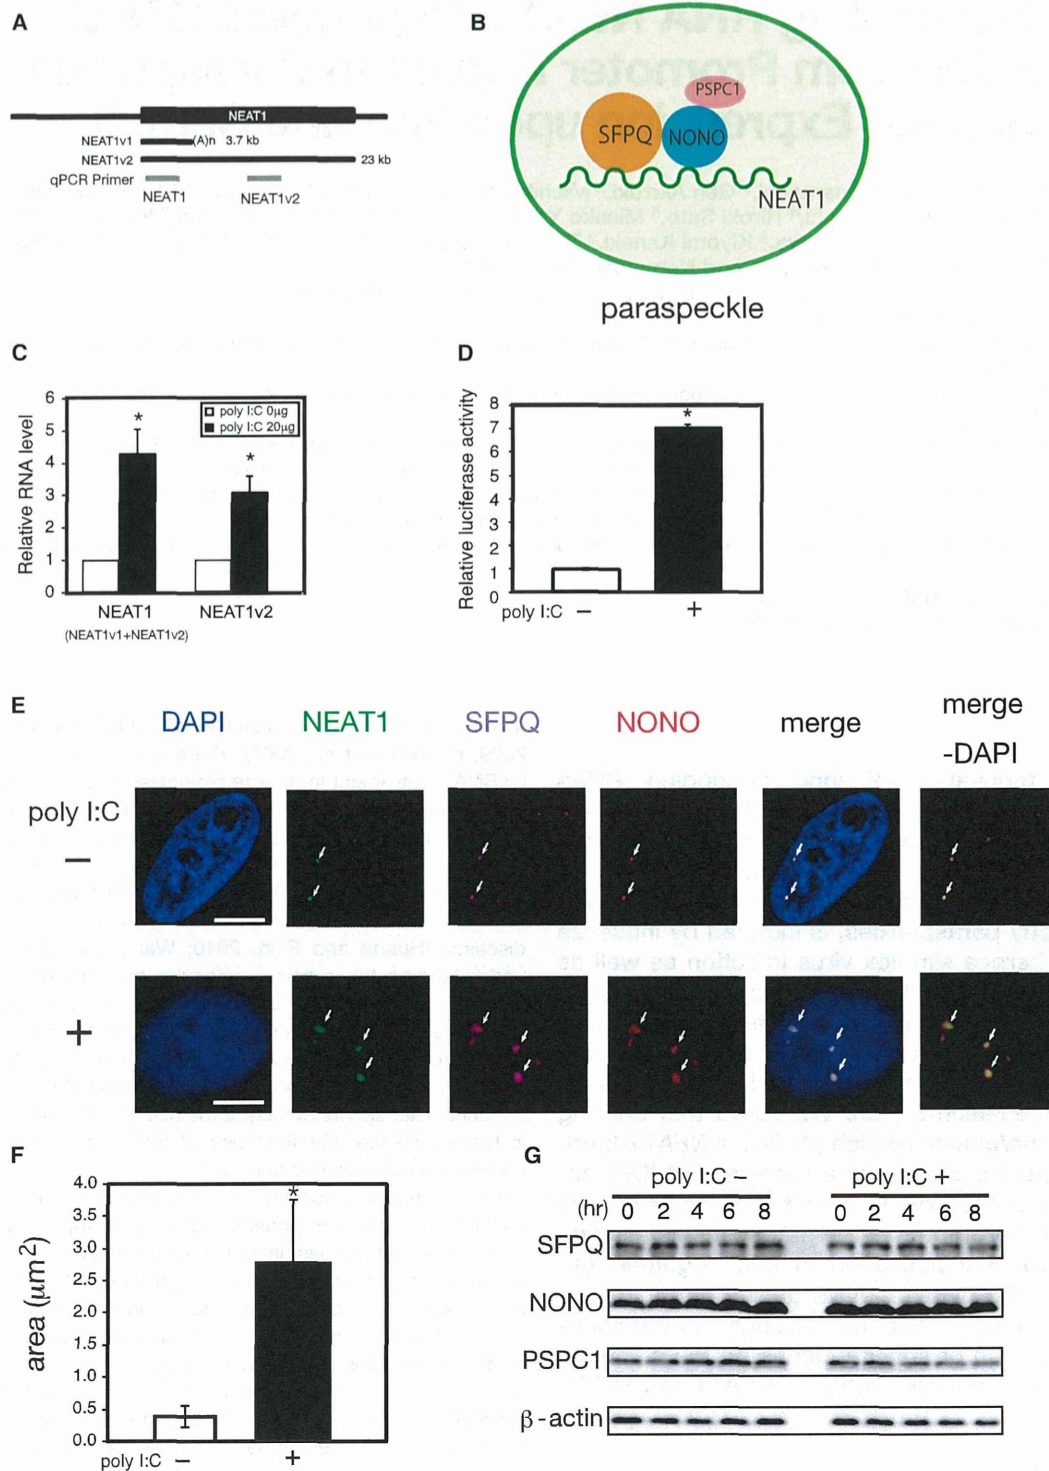 A
NEAT1
NEAT1v1
(A)n 3.7 kb
NEAT1v2
23 kb
qPCR Primer
NEAT1
NEAT1v2
B
PSPC1
SFPQ
NONO
NEAT1
paraspeckle
C
Relative RNA level
6
5
4
3
2
1
0
poly I:C 0μg
poly I:C 20μg
*
*
NEAT1
NEAT1v2
(NEAT1v1+NEAT1v2)
D
Relative luciferase activity
8
7
6
5
4
3
2
1
0
*
poly I:C − +
E
DAPI NEAT1 SFPQ NONO merge merge
-DAPI
poly I:C
−
+
F
area (μm2)
4.0
3.5
3.0
2.5
2.0
1.5
1.0
0.5
0.0
*
poly I:C − +
G
poly I:C − poly I:C +
(hr) 0 2 4 6 8 0 2 4 6 8
SFPQ
NONO
PSPC1
β-actin